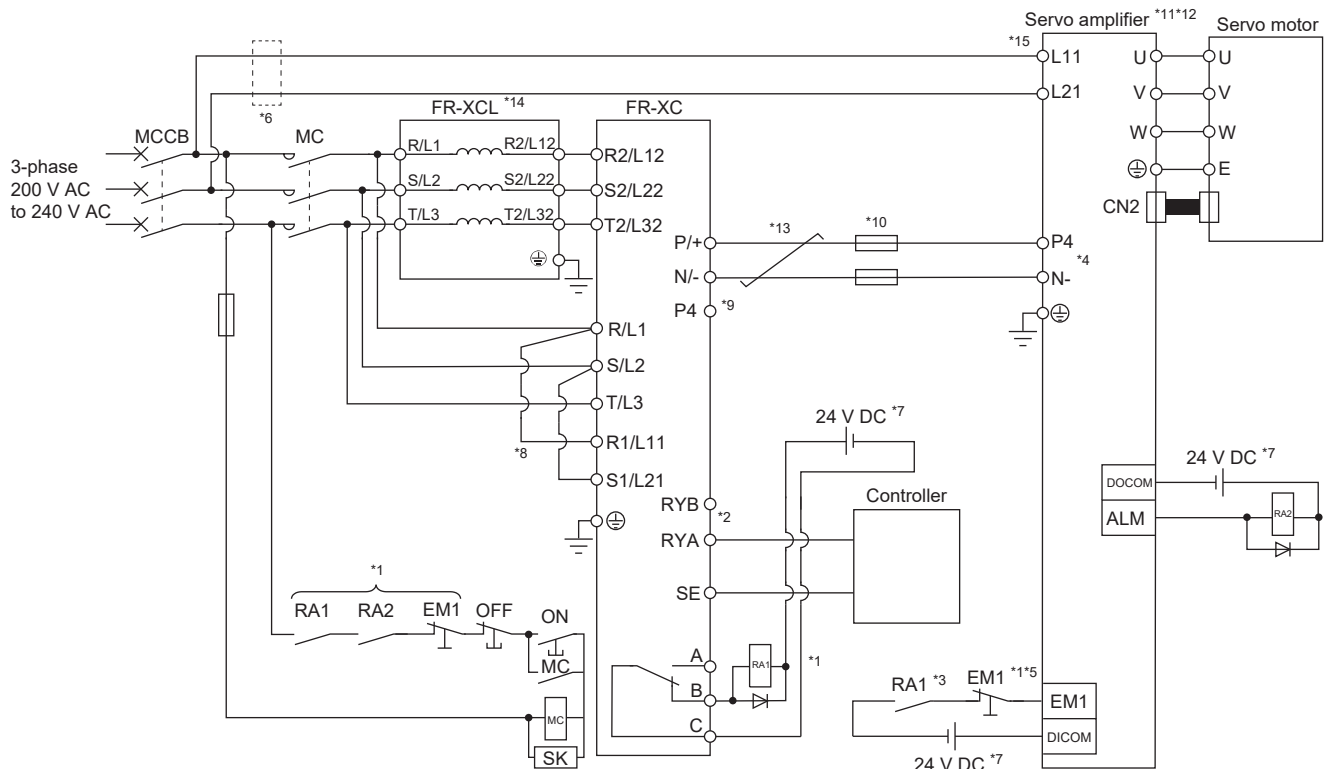 Servo amplifier *11*12
Servo motor
*15
L11
U
U
L21
V
V
*6
FR-XCL *14
FR-XC
W
W
E
CN2
MCCB
MC
3-phase
200 V AC
to 240 V AC
R/L1
R2/L12
R2/L12
S/L2
S2/L22
S2/L22
T/L3
T2/L32
T2/L32
P/+
*13
*10
P4
*4
N/-
N-
P4 *9
R/L1
S/L2
T/L3
*8
R1/L11
S1/L21
24 V DC *7
24 V DC *7
DOCOM
ALM
RA2
RYB
*2
RYA
SE
Controller
*1
RA1
RA2
EM1
OFF
ON
MC
MC
SK
A
B
C
RA1
*1
RA1 *3
EM1 *1*5
EM1
DICOM
24 V DC *7